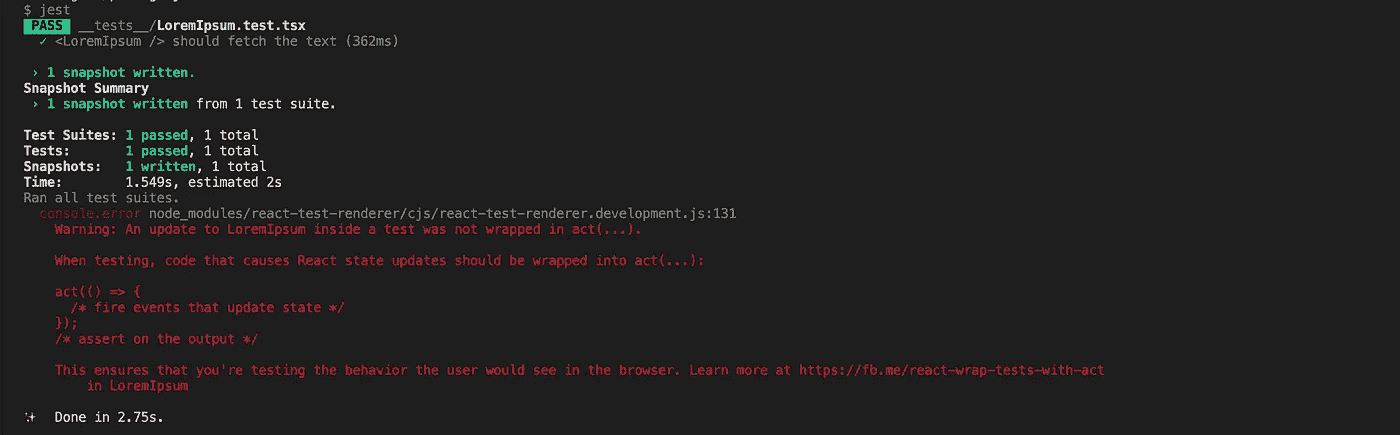 $ jest
PASS __tests__/LoremIpsum.test.tsx
✓ <LoremIpsum /> should fetch the text (362ms)
› 1 snapshot written.
Snapshot Summary
› 1 snapshot written from 1 test suite.
Test Suites: 1 passed, 1 total
Tests: 1 passed, 1 total
Snapshots: 1 written, 1 total
Time: 1.549s, estimated 2s
Ran all test suites.
console.error node_modules/react-test-renderer/cjs/react-test-renderer.development.js:131
Warning: An update to LoremIpsum inside a test was not wrapped in act(...).
When testing, code that causes React state updates should be wrapped into act(...):
act(() => {
/* fire events that update state */
});
/* assert on the output */
This ensures that you're testing the behavior the user would see in the browser. Learn more at https://fb.me/react-wrap-tests-with-act
in LoremIpsum
✨ Done in 2.75s.